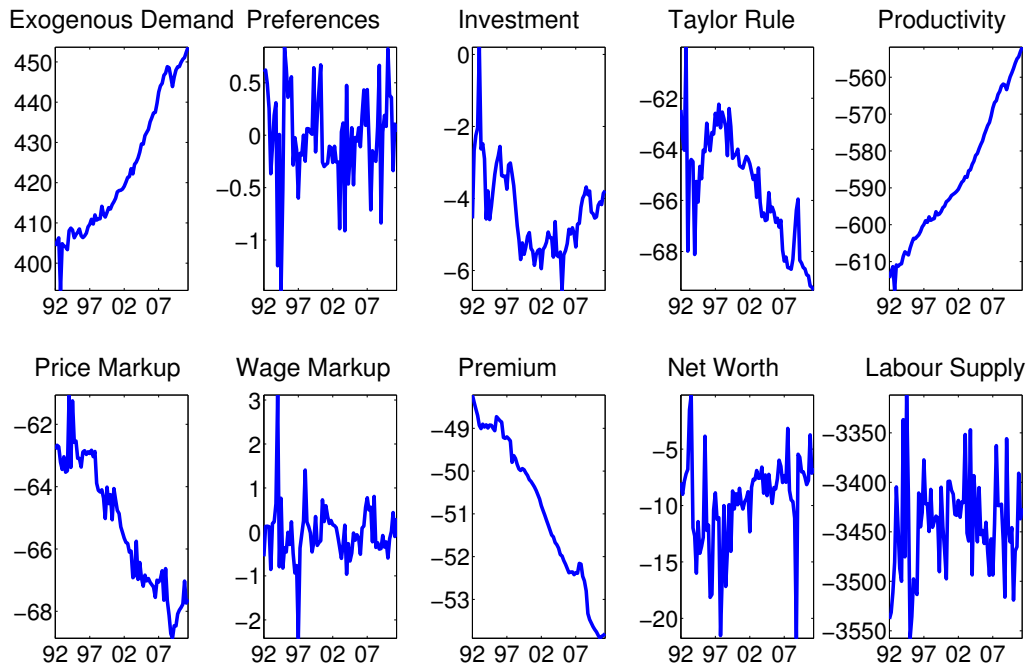 Exogenous Demand
450
440
430
420
410
400
92 97 02 07
Preferences
0.5
0
−0.5
−1
92 97 02 07
Investment
0
−2
−4
−6
92 97 02 07
Taylor Rule
−62
−64
−66
−68
92 97 02 07
Productivity
−560
−570
−580
−590
−600
−610
92 97 02 07
Price Markup
−62
−64
−66
−68
92 97 02 07
Wage Markup
3
2
1
0
−1
−2
92 97 02 07
Premium
−49
−50
−51
−52
−53
92 97 02 07
Net Worth
−5
−10
−15
−20
92 97 02 07
Labour Supply
−3350
−3400
−3450
−3500
−3550
92 97 02 07